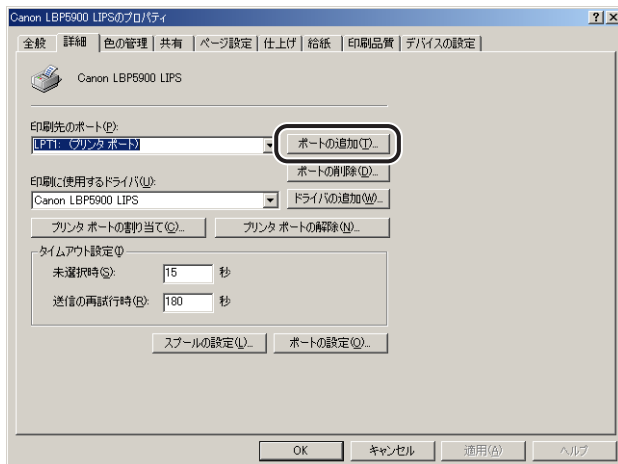 Canon LBP5900 LIPSのプロパティ
全般 詳細 色の管理 共有 ページ設定 仕上げ 給紙 印刷品質 デバイスの設定
Canon LBP5900 LIPS
印刷先のポート(P):
LPT1: (プリンタ ポート) ポートの追加(T)...
ポートの削除(D)...
印刷に使用するドライバ(U):
Canon LBP5900 LIPS ドライバの追加(W)...
プリンタ ポートの割り当て(C)... プリンタ ポートの解除(N)...
タイムアウト設定(I)
未選択時(S): 15 秒
送信の再試行時(R): 180 秒
スプールの設定(L)... ポートの設定(O)...
OK キャンセル 適用(A) ヘルプ